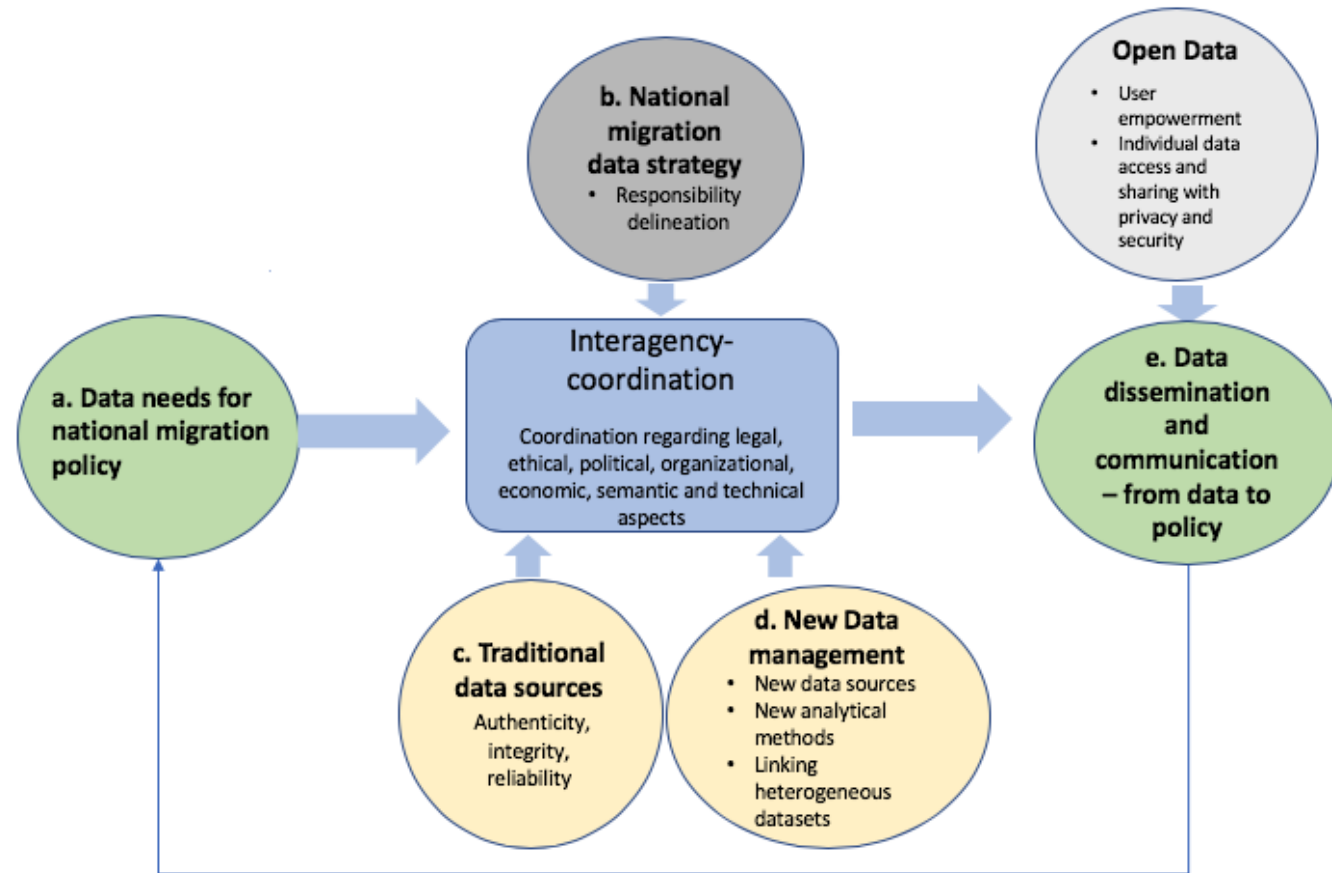 b. National
migration
data strategy
• Responsibility
delineation
Open Data
• User
empowerment
• Individual data
access and
sharing with
privacy and
security
a. Data needs for
national migration
policy
Interagency-
coordination
Coordination regarding legal,
ethical, political, organizational,
economic, semantic and technical
aspects
e. Data
dissemination
and
communication
– from data to
policy
c. Traditional
data sources
Authenticity,
integrity,
reliability
d. New Data
management
• New data sources
• New analytical
methods
• Linking
heterogeneous
datasets